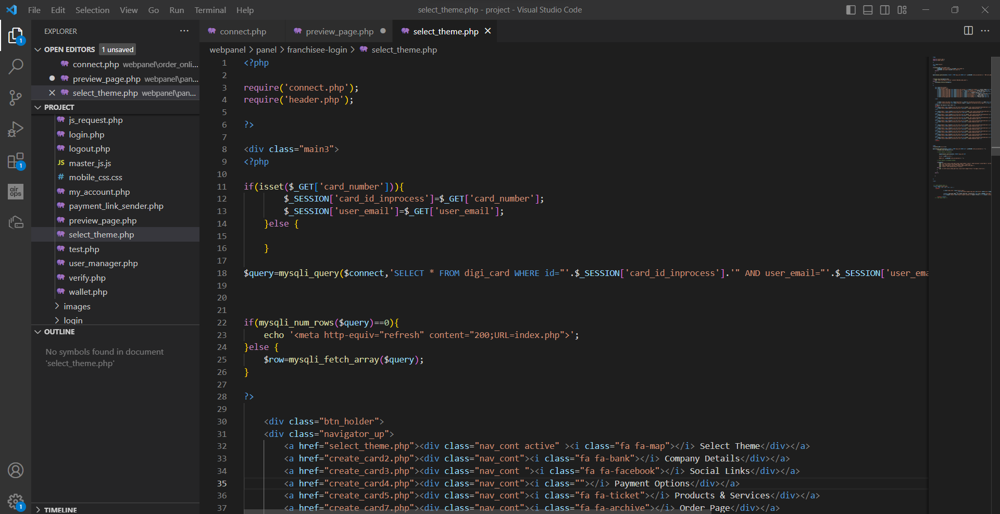 File Edit Selection View Go Run Terminal Help
select_theme.php - project - Visual Studio Code
EXPLORER
OPEN EDITORS 1 unsaved
connect.php webpanel\order_onli...
preview_page.php webpanel\pan...
select_theme.php webpanel\pan...
PROJECT
js_request.php
login.php
logout.php
JS master_js.js
# mobile_css.css
my_account.php
payment_link_sender.php
preview_page.php
select_theme.php
test.php
user_manager.php
verify.php
wallet.php
images
login
OUTLINE
No symbols found in document
'select_theme.php'
TIMELINE
1
1
air
ops
1
connect.php preview_page.php select_theme.php
webpanel > panel > franchisee-login > select_theme.php
1 <?php
2
3 require('connect.php');
4 require('header.php');
5
6 ?>
7
8 <div class="main3">
9 <?php
10
11 if(isset($_GET['card_number'])){
12 $_SESSION['card_id_inprocess']=$_GET['card_number'];
13 $_SESSION['user_email']=$_GET['user_email'];
14 }else {
15
16 }
17
18 $query=mysqli_query($connect,'SELECT * FROM digi_card WHERE id="'.$_SESSION['card_id_inprocess'].'" AND user_email="'.$_SESSION['user_ema
19
20
21
22 if(mysqli_num_rows($query)==0){
23 echo '<meta http-equiv="refresh" content="200;URL=index.php">';
24 }else {
25 $row=mysqli_fetch_array($query);
26 }
27
28 ?>
29
30 <div class="btn_holder">
31 <div class="navigator_up">
32 <a href="select_theme.php"><div class="nav_cont active" ><i class="fa fa-map"></i> Select Theme</div></a>
33 <a href="create_card2.php"><div class="nav_cont"><i class="fa fa-bank"></i> Company Details</div></a>
34 <a href="create_card3.php"><div class="nav_cont "><i class="fa fa-facebook"></i> Social Links</div></a>
35 <a href="create_card4.php"><div class="nav_cont"><i class=""></i> Payment Options</div></a>
36 <a href="create_card5.php"><div class="nav_cont"><i class="fa fa-ticket"></i> Products & Services</div></a>
37 <a href="create_card7.php"><div class="nav_cont"><i class="fa fa-archive"></i> Order Page</div></a>